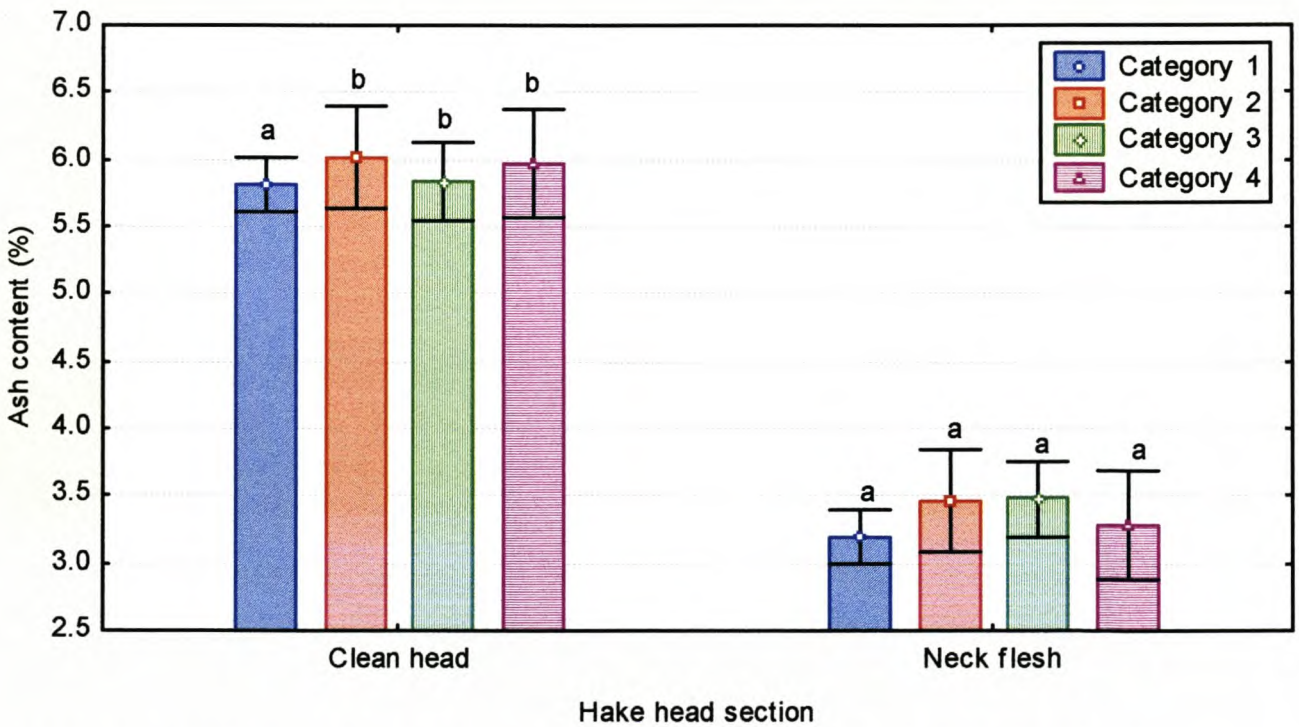 7.0
6.5
6.0
5.5
5.0
4.5
4.0
3.5
3.0
2.5
Ash content (%)
a
b
b
b
a
a
a
a
Category 1
Category 2
Category 3
Category 4
Clean head
Neck flesh
Hake head section